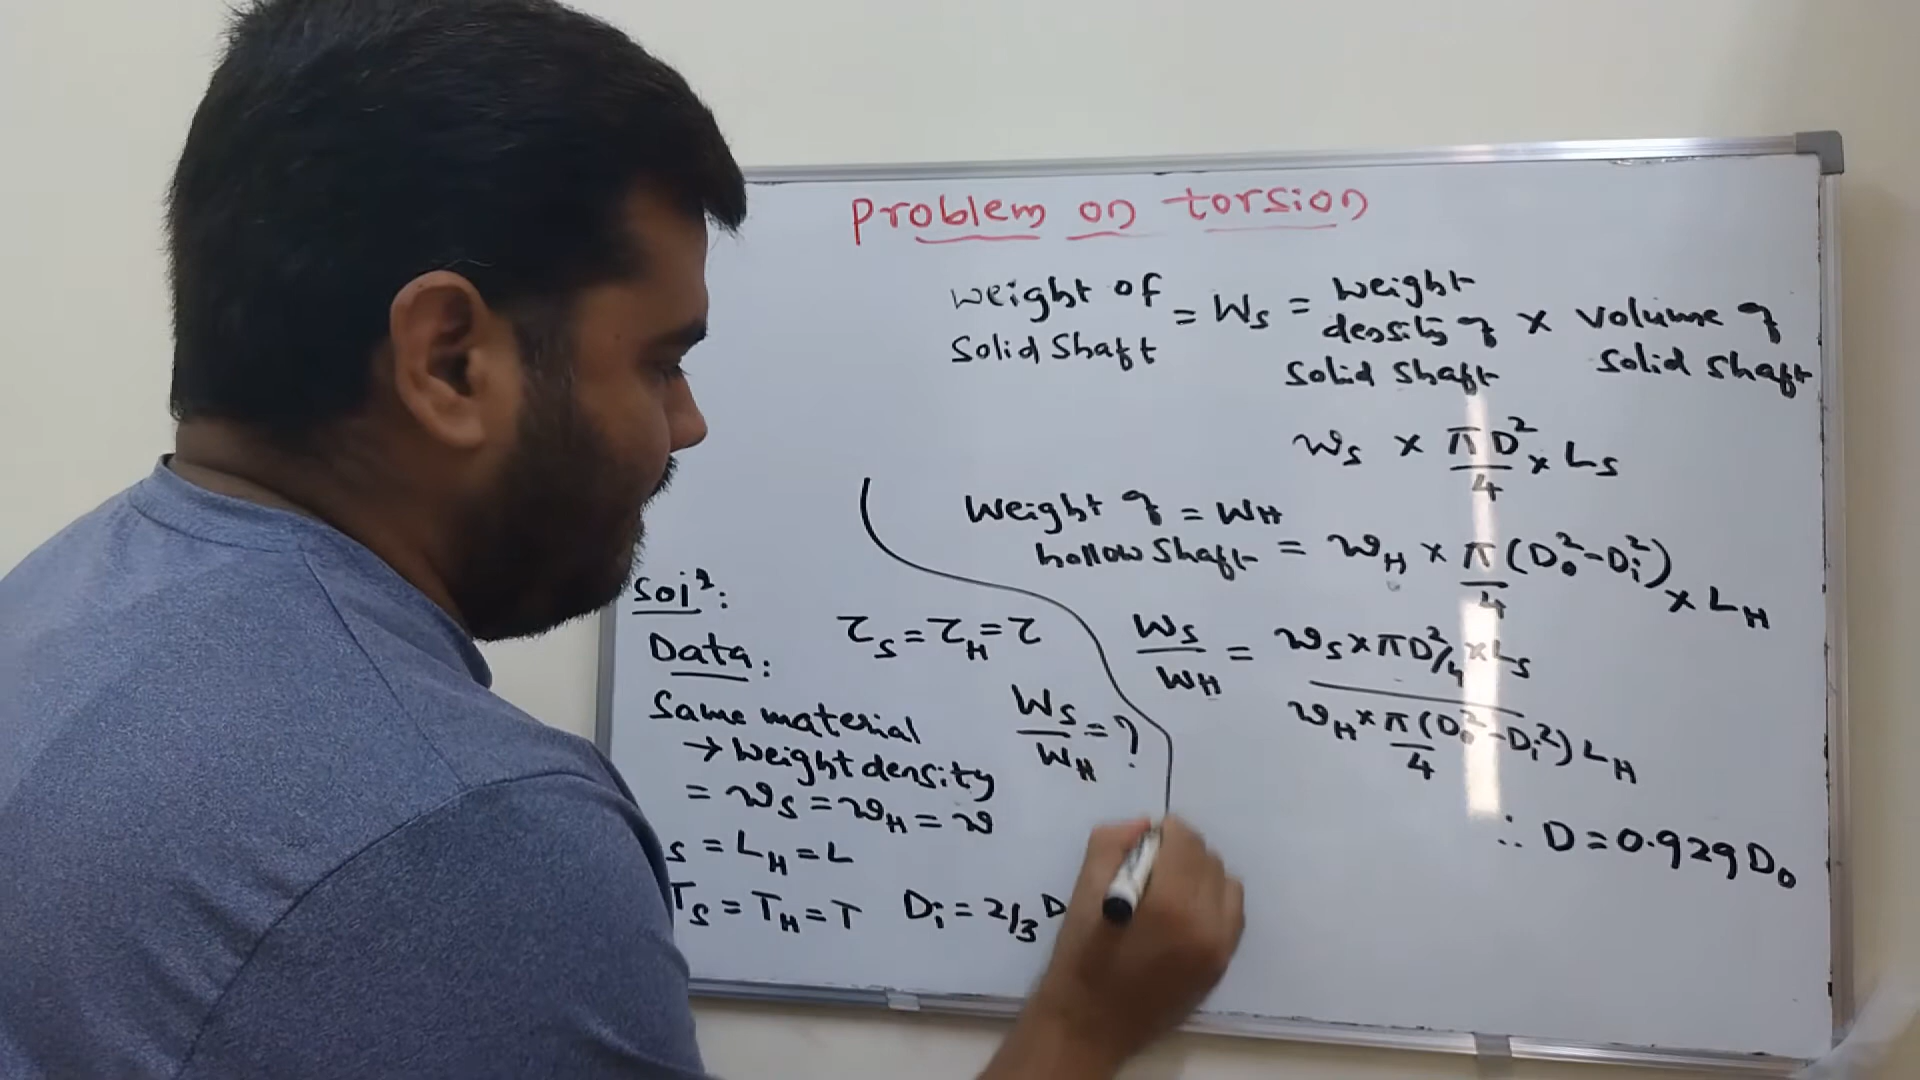 Problem on torsion
Weight of Solid Shaft = Ws = weight density of Solid Shaft × Volume of Solid Shaft
ws × πD²/4 × Ls
Weight of hollow Shaft = WH
= wH × π/4 (Do² - Di²) × LH
Ws/WH = ws × πD²/4 × Ls / wH × π/4 (Do² - Di²) LH
∴ D = 0.929 Do
Data:
τs = τH = τ
Same material
→ Weight density
= ws = wH = w
Ws/WH = ?
s = LH = L
Ts = TH = T
Di = 2/3 D